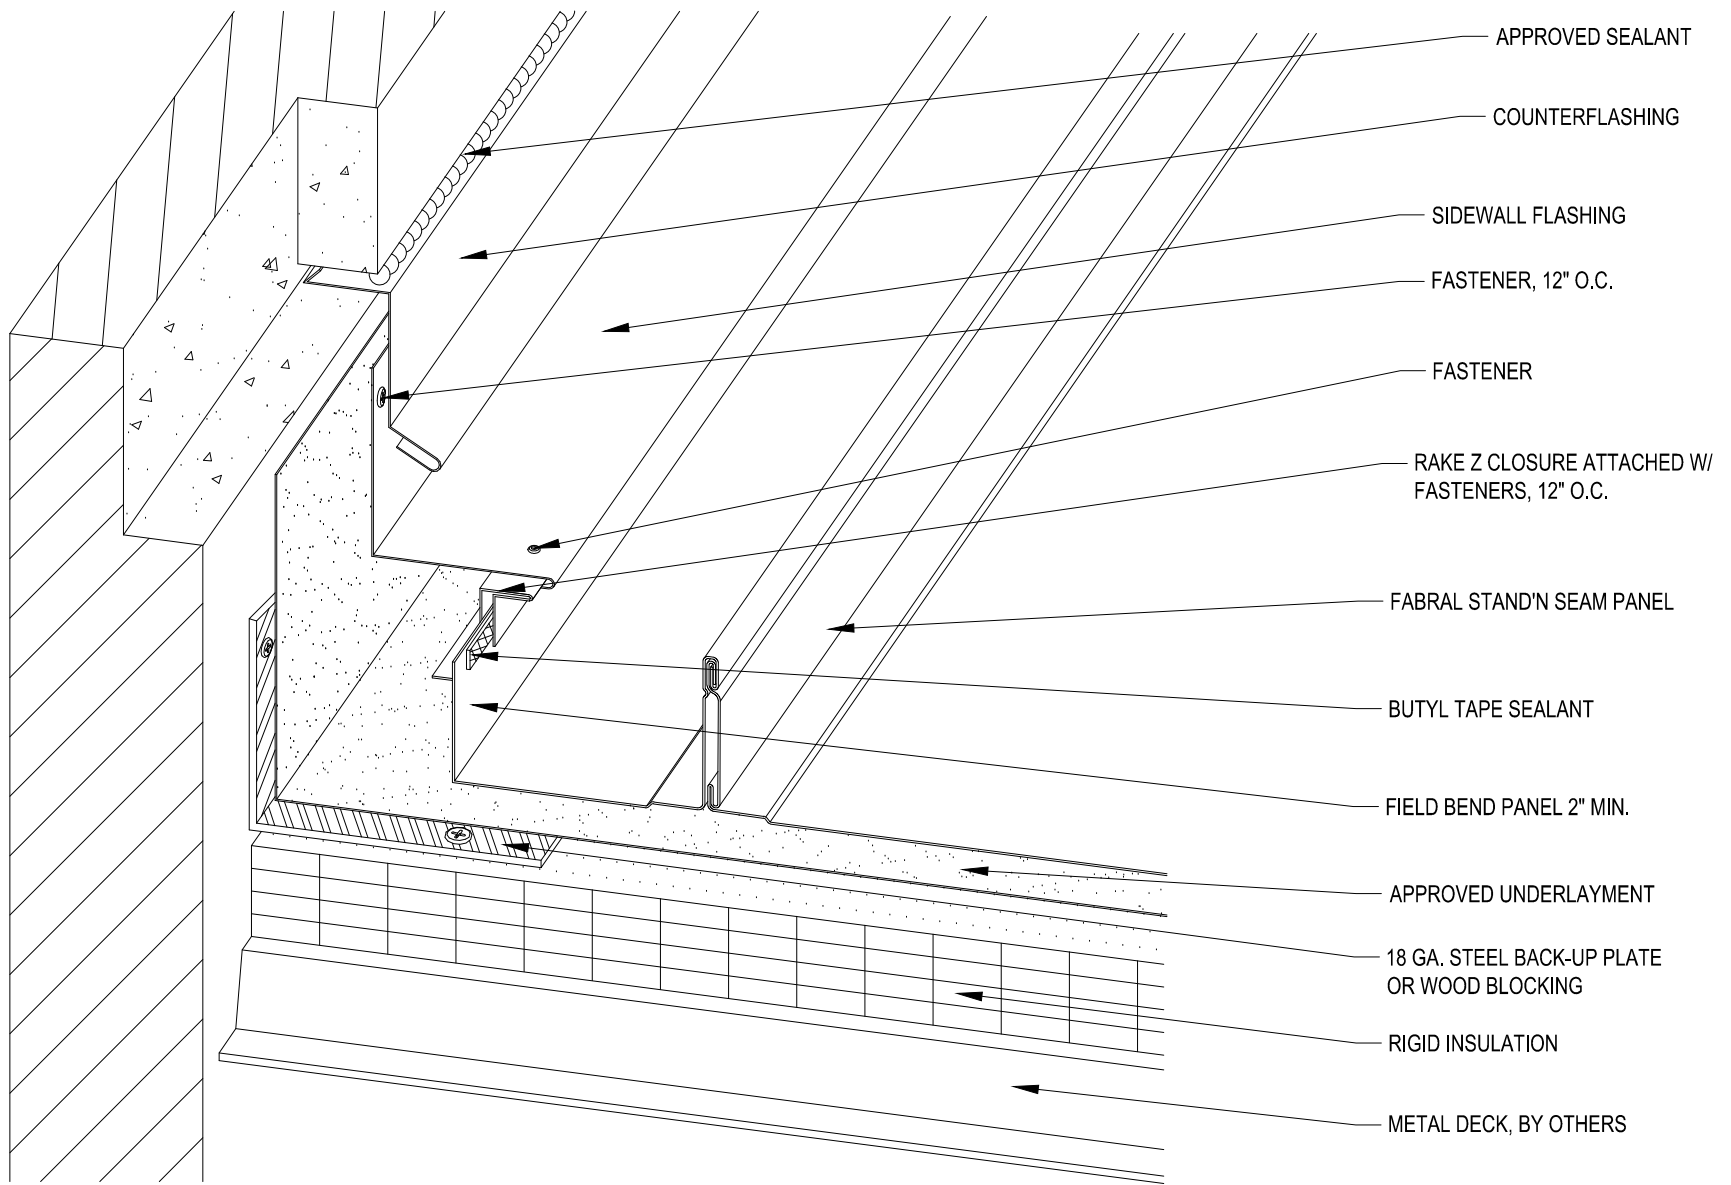 APPROVED SEALANT
COUNTERFLASHING
SIDEWALL FLASHING
FASTENER, 12" O.C.
FASTENER
RAKE Z CLOSURE ATTACHED W/
FASTENERS, 12" O.C.
FABRAL STAND'N SEAM PANEL
BUTYL TAPE SEALANT
FIELD BEND PANEL 2" MIN.
APPROVED UNDERLAYMENT
18 GA. STEEL BACK-UP PLATE
OR WOOD BLOCKING
RIGID INSULATION
METAL DECK, BY OTHERS